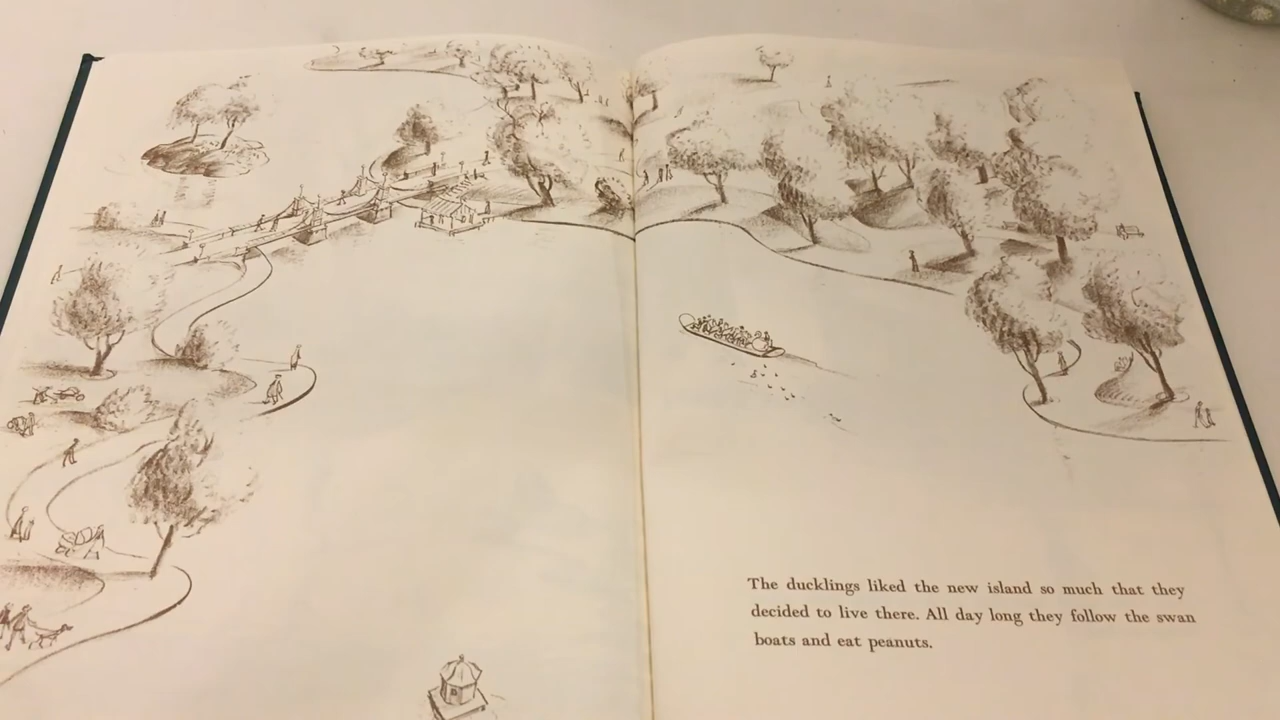 The ducklings liked the new island so much that they
decided to live there. All day long they follow the swan
boats and eat peanuts.